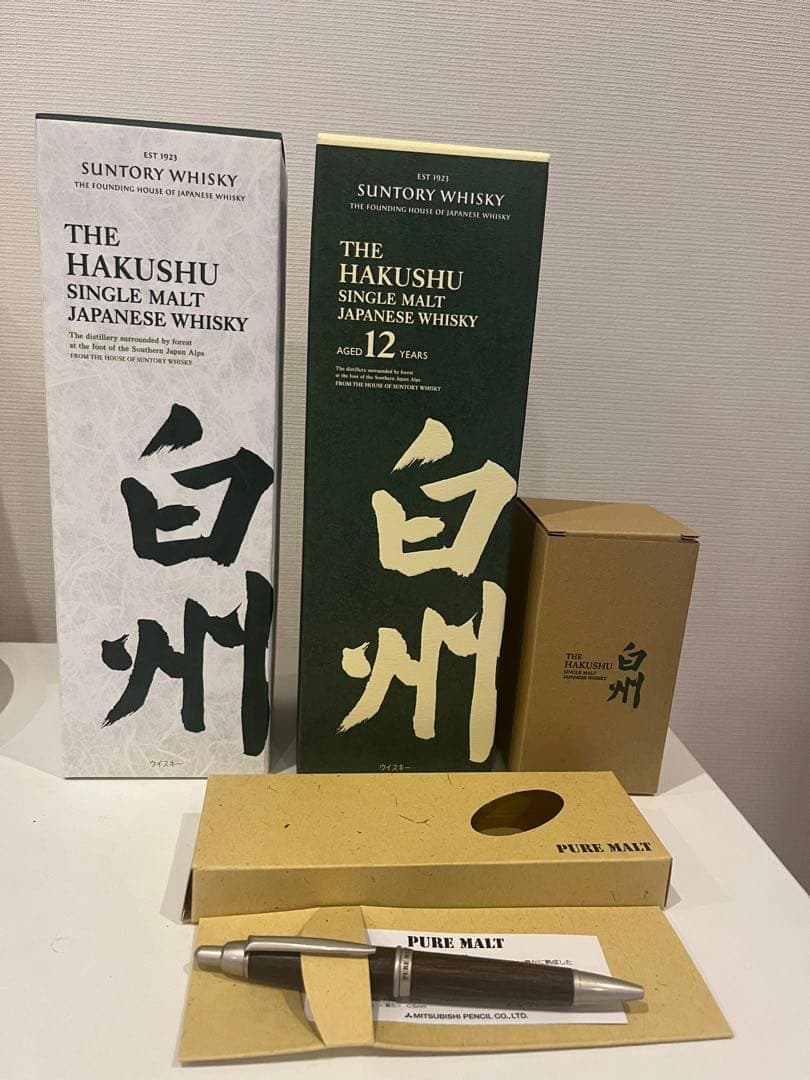 EST 1923
SUNTORY WHISKY
THE FOUNDING HOUSE OF JAPANESE WHISKY
THE
HAKUSHU
SINGLE MALT
JAPANESE WHISKY
The distillery surrounded by forest
at the foot of the Southern Japan Alps
FROM THE HOUSE OF SUNTORY WHISKY
白州
ウイスキー
EST 1923
SUNTORY WHISKY
THE FOUNDING HOUSE OF JAPANESE WHISKY
THE
HAKUSHU
SINGLE MALT
JAPANESE WHISKY
AGED 12 YEARS
The distillery surrounded by forest
at the foot of the Southern Japan Alps
FROM THE HOUSE OF SUNTORY WHISKY
白州
ウイスキー
THE
HAKUSHU
SINGLE MALT
JAPANESE WHISKY
白州
PURE MALT
PURE MALT
PURE
MITSUBISHI PENCIL CO., LTD.